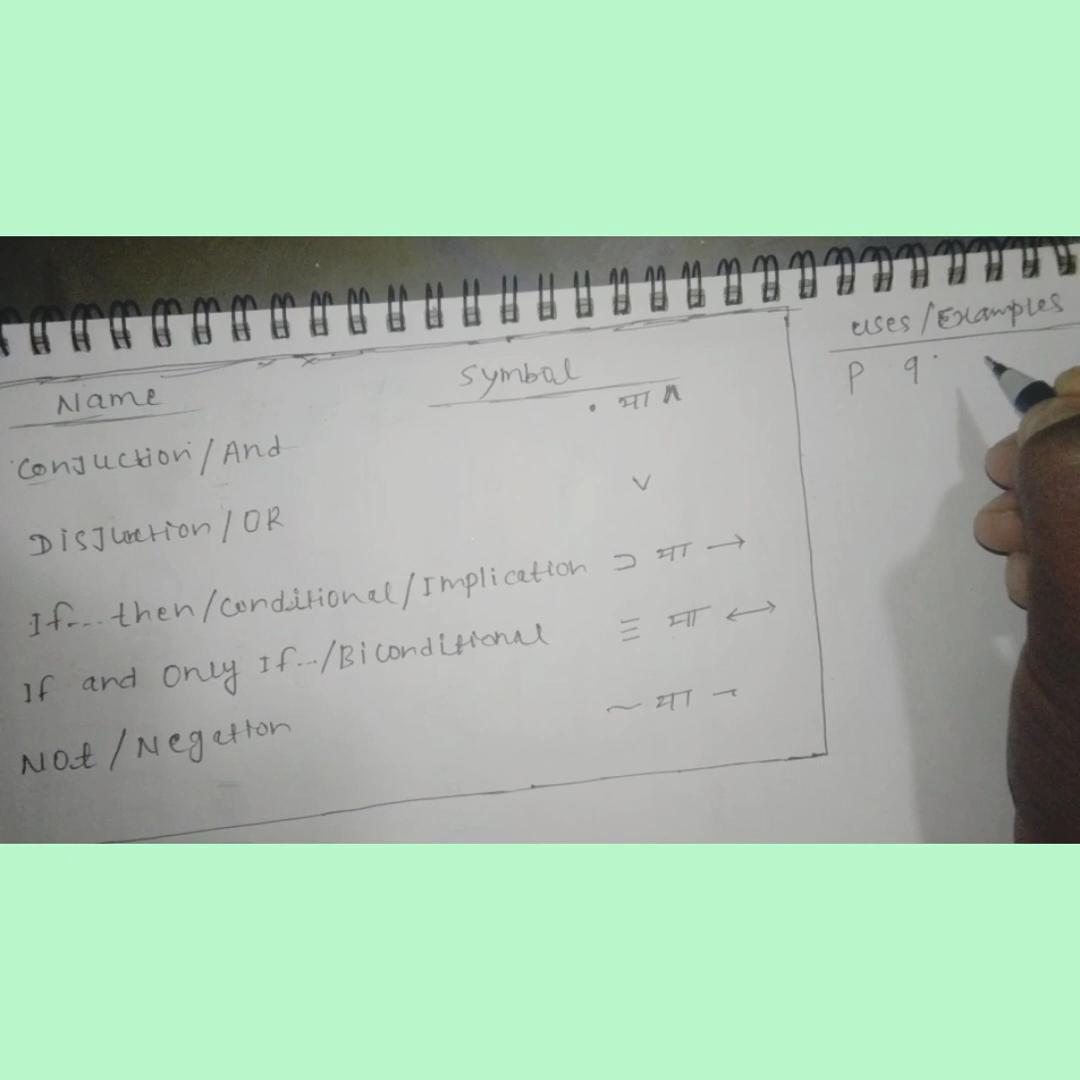 Name Symbol uses/Examples
• या ∧ p q
Conjuction/And
Disjuction/OR ∨
If...then/Conditional/Implication ⊃ या →
If and Only If.../Biconditional ≡ या ↔
Not/Negation ~ या ¬